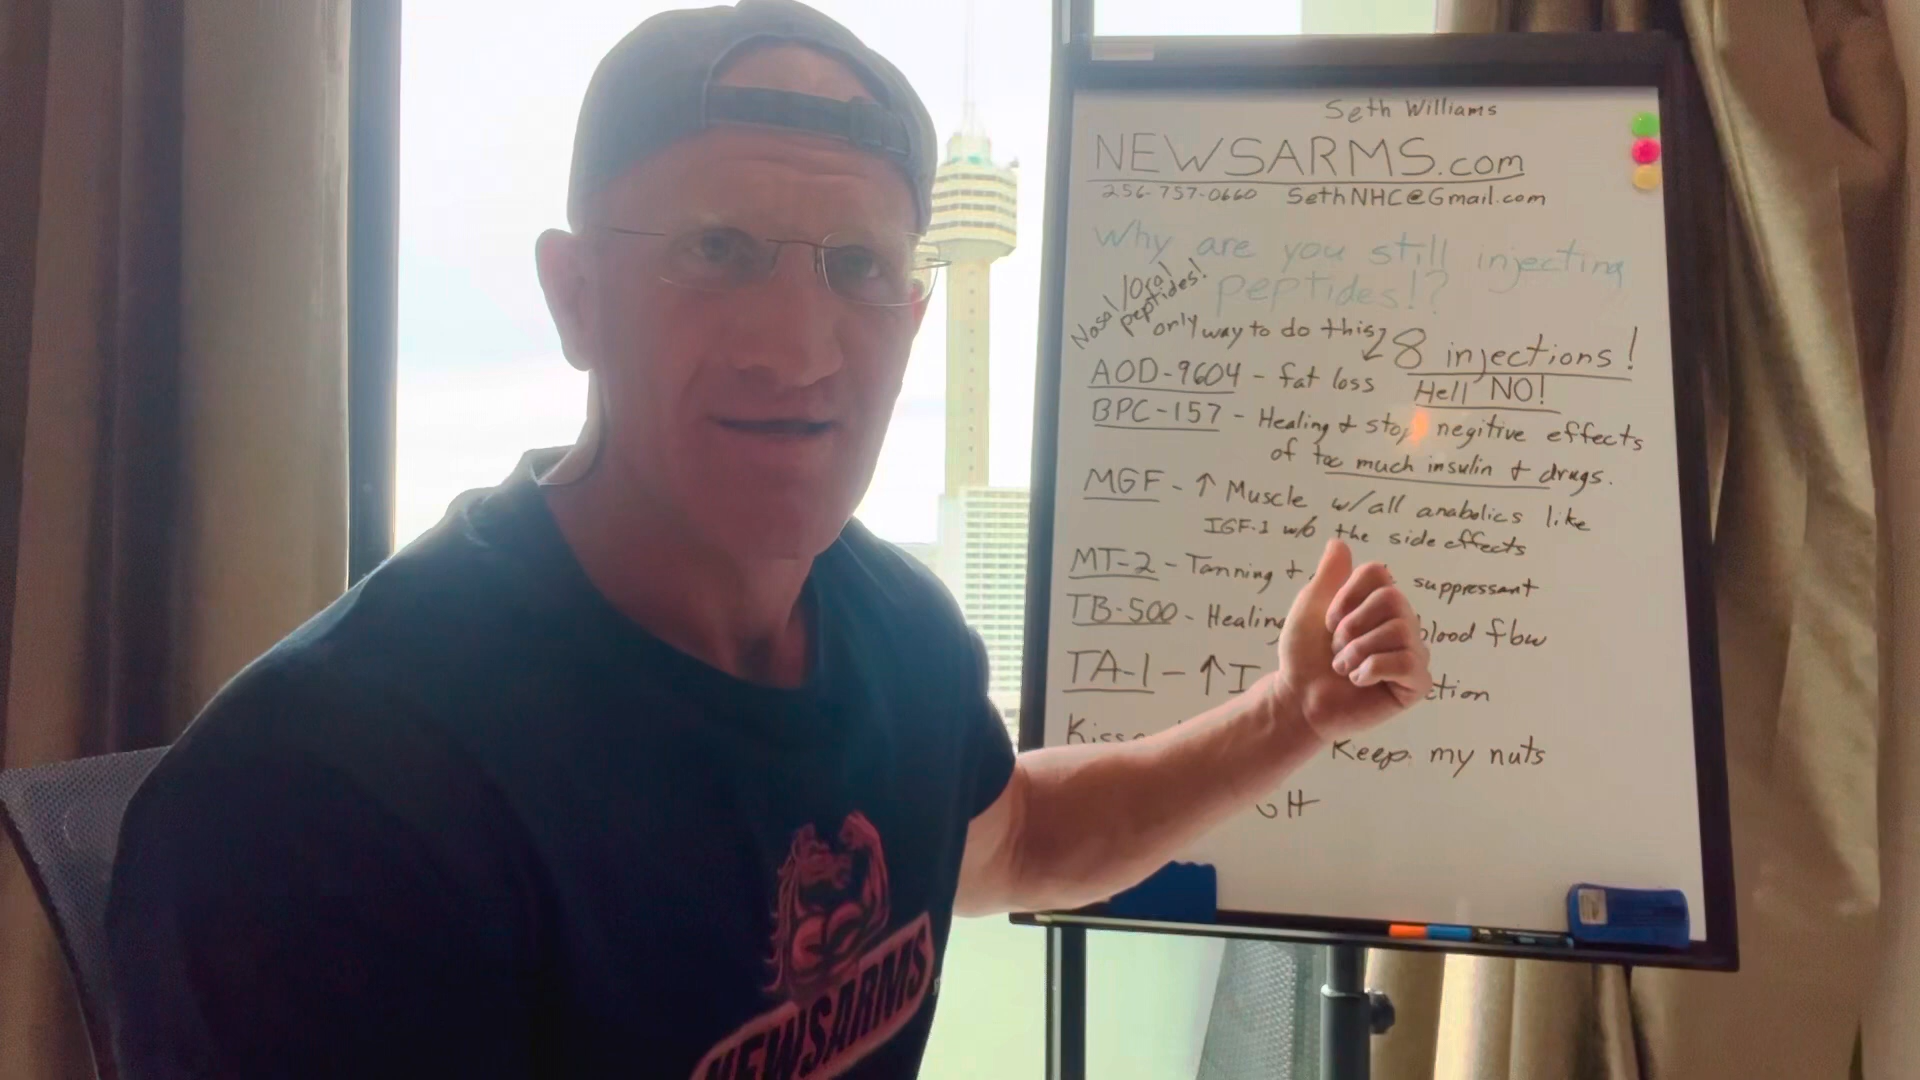 Seth Williams
NEWSARMS.com
256-757-0660 SethNHC@Gmail.com
Why are you still injecting
peptides!?
Nasal/Oral
peptides!
only way to do this
8 injections!
AOD-9604 - fat loss Hell NO!
BPC-157 - Healing & stop negitive effects
of too much insulin & drugs.
MGF - ↑ Muscle w/all anabolics like
IGF-1 w/o the side effects
MT-2 - Tanning & suppressant
TB-500 - Healing blood flow
TA-1 - ↑
Keep my nuts
NEWSARMS